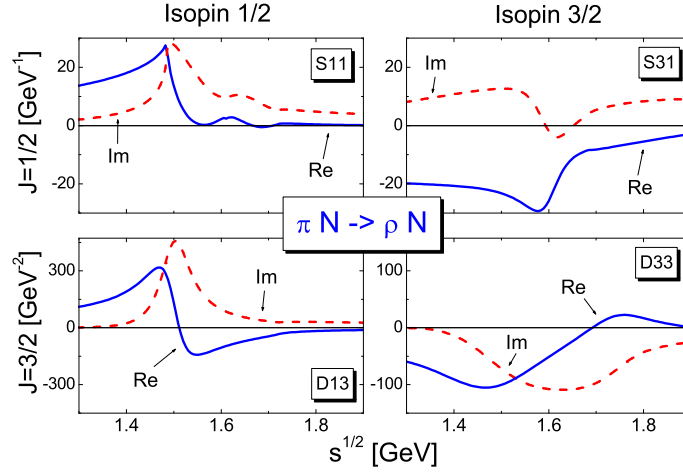 Isopin 1/2
Isopin 3/2
J=1/2 [GeV⁻¹]
20
0
-20
S11
Im
Re
S31
Im
Re
20
0
-20
π N -> ρ N
J=3/2 [GeV⁻²]
300
0
-300
Im
Re
D13
D33
Re
Im
100
0
-100
1.4
1.6
1.8
1.4
1.6
1.8
s^{1/2} [GeV]